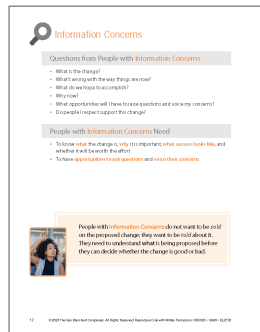 Information Concerns
Questions from People with Information Concerns
• What is the change?
• What's wrong with the way things are now?
• What do we hope to accomplish?
• Why now?
• What opportunities will I have to raise questions and voice my concerns?
• Do people I respect support this change?
People with Information Concerns Need
• To know what the change is, why it is important, what success looks like, and
whether it will be worth the effort
• To have opportunities to ask questions and voice their concerns
People with Information Concerns do not want to be sold
on the proposed change; they want to be told about it.
They need to understand what is being proposed before
they can decide whether the change is good or bad.
12